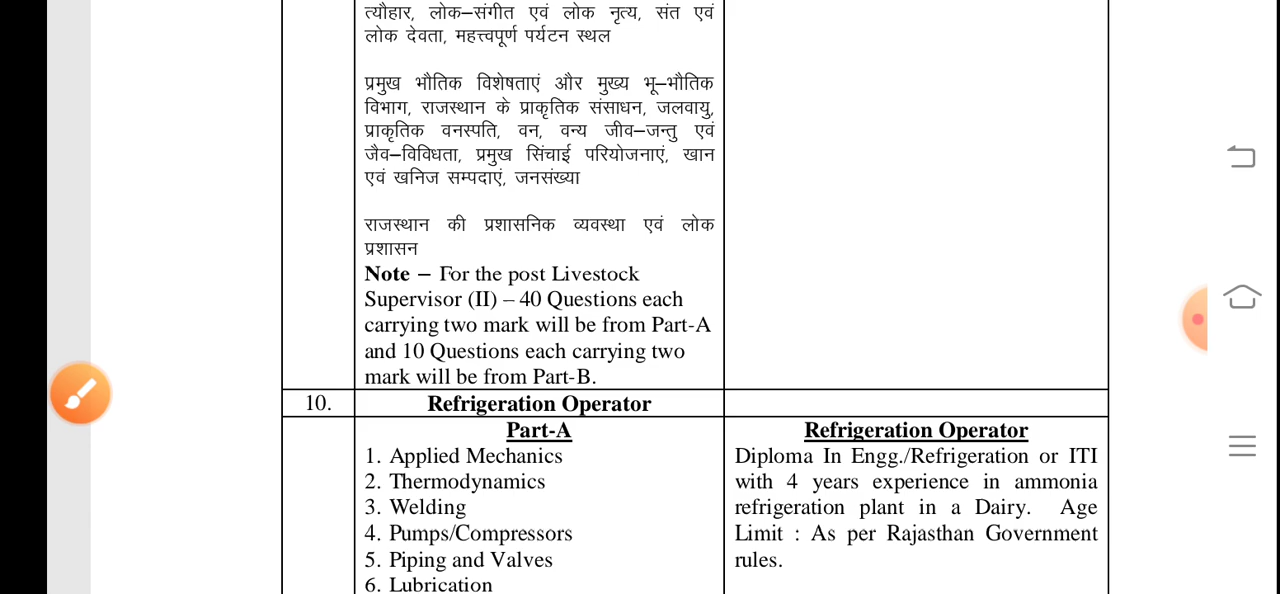 त्यौहार, लोक–संगीत एवं लोक नृत्य, संत एवं
लोक देवता, महत्त्वपूर्ण पर्यटन स्थल
प्रमुख भौतिक विशेषताएं और मुख्य भू–भौतिक
विभाग, राजस्थान के प्राकृतिक संसाधन, जलवायु,
प्राकृतिक वनस्पति, वन, वन्य जीव–जन्तु एवं
जैव–विविधता, प्रमुख सिंचाई परियोजनाएं, खान
एवं खनिज सम्पदाएं, जनसंख्या
राजस्थान की प्रशासनिक व्यवस्था एवं लोक
प्रशासन
Note – For the post Livestock
Supervisor (II) – 40 Questions each
carrying two mark will be from Part-A
and 10 Questions each carrying two
mark will be from Part-B.
10.
Refrigeration Operator
Part-A
1. Applied Mechanics
2. Thermodynamics
3. Welding
4. Pumps/Compressors
5. Piping and Valves
6. Lubrication
Refrigeration Operator
Diploma In Engg./Refrigeration or ITI
with 4 years experience in ammonia
refrigeration plant in a Dairy. Age
Limit : As per Rajasthan Government
rules.